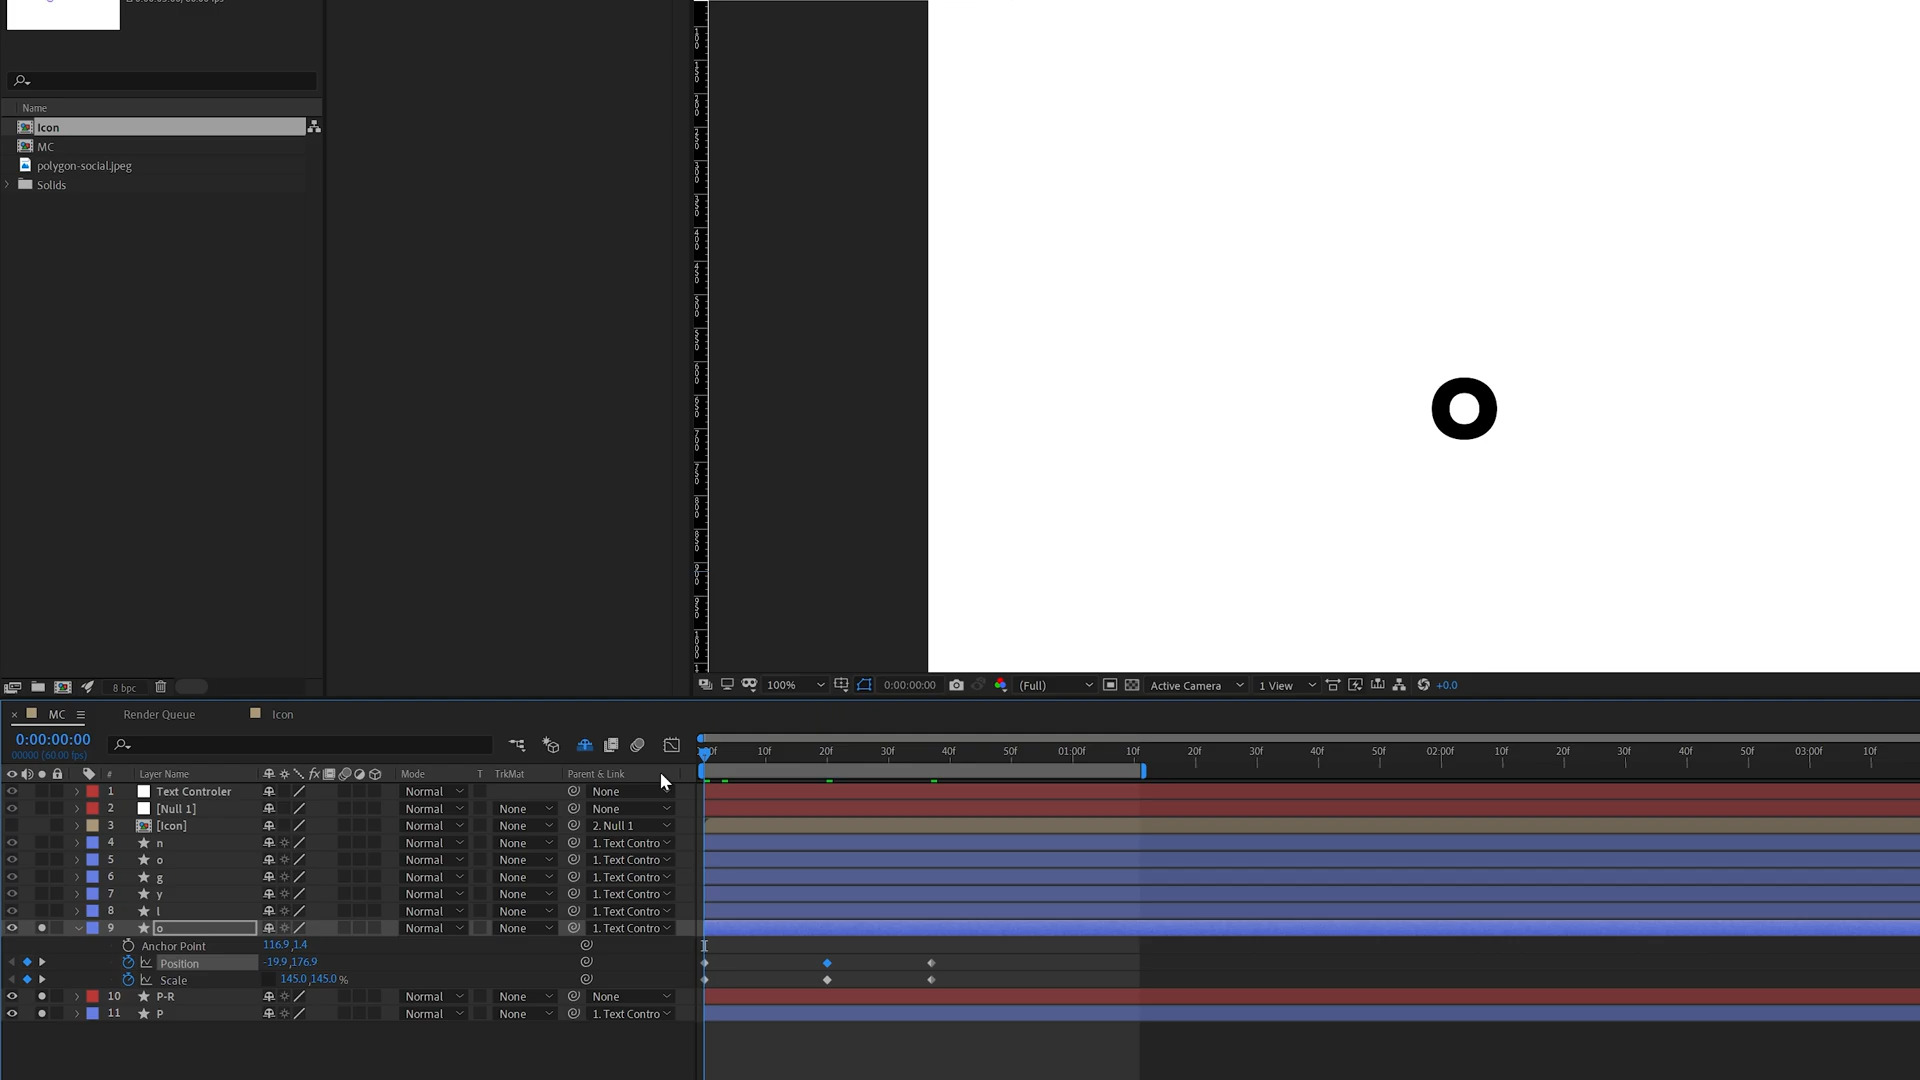 Name
Icon
MC
polygon-social.jpeg
Solids
8 bpc
100%
0:00:00:00
(Full)
Active Camera
1 View
+0.0
MC
Render Queue
Icon
0:00:00:00
00000 (60.00 fps)
10f 20f 30f 40f 50f 01:00f 10f 20f 30f 40f 50f 02:00f 10f 20f 30f 40f 50f 03:00f 10f
# Layer Name fx Mode T TrkMat Parent & Link
1 Text Controler Normal None
2 [Null 1] Normal None None
3 [Icon] Normal None 2. Null 1
4 n Normal None 1. Text Contro
5 o Normal None 1. Text Contro
6 g Normal None 1. Text Contro
7 y Normal None 1. Text Contro
8 l Normal None 1. Text Contro
9 o Normal None 1. Text Contro
Anchor Point 116.9,1.4
Position -19.9,176.9
Scale 145.0,145.0 %
10 P-R Normal None None
11 P Normal None 1. Text Contro
o